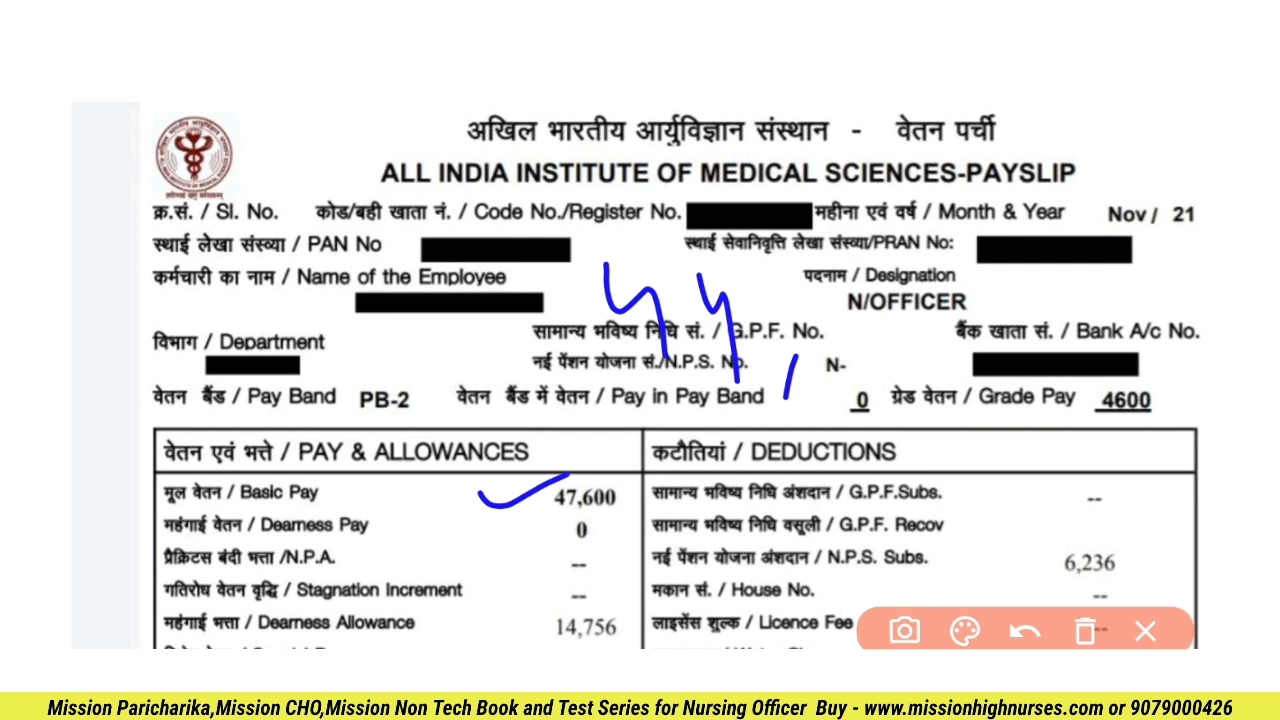 अखिल भारतीय आर्युविज्ञान संस्थान - वेतन पर्ची
ALL INDIA INSTITUTE OF MEDICAL SCIENCES-PAYSLIP
क्र.सं. / Sl. No. कोड/बही खाता नं. / Code No./Register No. महीना एवं वर्ष / Month & Year Nov / 21
स्थाई लेखा संख्या / PAN No स्थाई सेवानिवृत्ति लेखा संख्या/PRAN No:
कर्मचारी का नाम / Name of the Employee पदनाम / Designation
N/OFFICER
विभाग / Department सामान्य भविष्य निधि सं. / G.P.F. No. बैंक खाता सं. / Bank A/c No.
नई पेंशन योजना सं./N.P.S. No. N-
वेतन बैंड / Pay Band PB-2 वेतन बैंड में वेतन / Pay in Pay Band 0 ग्रेड वेतन / Grade Pay 4600
वेतन एवं भत्ते / PAY & ALLOWANCES कटौतियां / DEDUCTIONS
मूल वेतन / Basic Pay 47,600 सामान्य भविष्य निधि अंशदान / G.P.F.Subs. --
महंगाई वेतन / Dearness Pay 0 सामान्य भविष्य निधि वसूली / G.P.F. Recov
प्रैक्टिस बंदी भत्ता /N.P.A. -- नई पेंशन योजना अंशदान / N.P.S. Subs. 6,236
गतिरोध वेतन वृद्धि / Stagnation Increment -- मकान सं. / House No. --
महंगाई भत्ता / Dearness Allowance 14,756 लाइसेंस शुल्क / Licence Fee --
Mission Paricharika,Mission CHO,Mission Non Tech Book and Test Series for Nursing Officer Buy - www.missionhighnurses.com or 9079000426